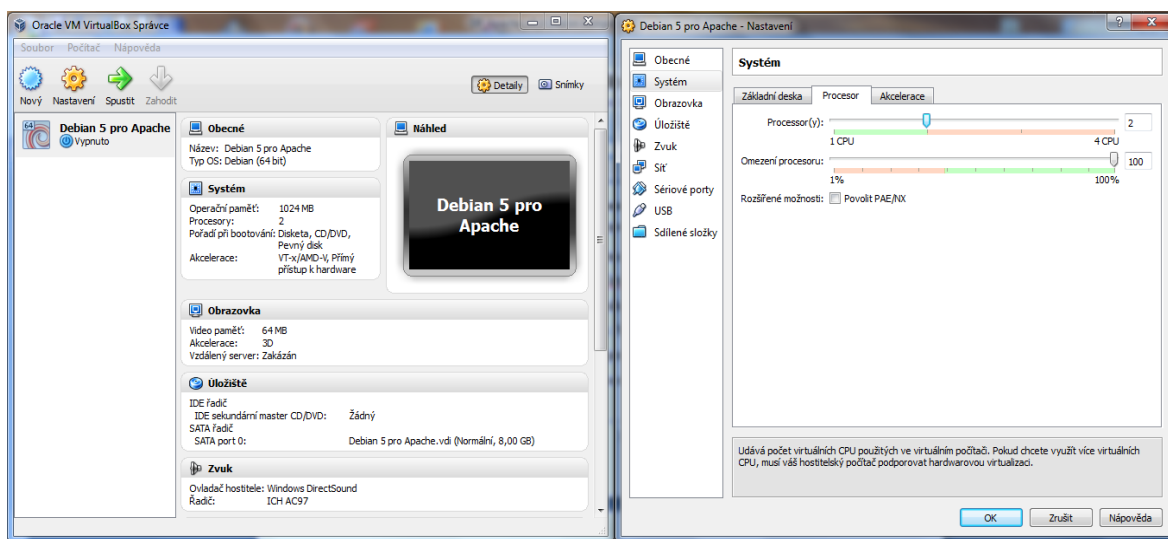 Oracle VM VirtualBox Správce
Soubor Počítač Nápověda
Nový Nastavení Spustit Zahodit
Detaily Snímky
64
Debian 5 pro Apache
Vypnuto
Obecné
Název: Debian 5 pro Apache
Typ OS: Debian (64 bit)
Systém
Operační paměť: 1024 MB
Procesory: 2
Pořadí při bootování: Disketa, CD/DVD,
Pevný disk
Akcelerace: VT-x/AMD-V, Přímý
přístup k hardware
Náhled
Debian 5 pro
Apache
Obrazovka
Video paměť: 64 MB
Akcelerace: 3D
Vzdálený server: Zakázán
Úložiště
IDE řadič
IDE sekundární master CD/DVD: Žádný
SATA řadič
SATA port 0: Debian 5 pro Apache.vdi (Normální, 8,00 GB)
Zvuk
Ovladač hostitele: Windows DirectSound
Řadič: ICH AC97
Debian 5 pro Apache - Nastavení
Obecné
Systém
Obrazovka
Úložiště
Zvuk
Síť
Sériové porty
USB
Sdílené složky
Systém
Základní deska Procesor Akcelerace
Processor(y): 2
1 CPU 4 CPU
Omezení procesoru: 100
1% 100%
Rozšířené možnosti: Povolit PAE/NX
Udává počet virtuálních CPU použitých ve virtuálním počítači. Pokud chcete využít více virtuálních
CPU, musí váš hostitelský počítač podporovat hardwarovou virtualizaci.
OK Zrušit Nápověda